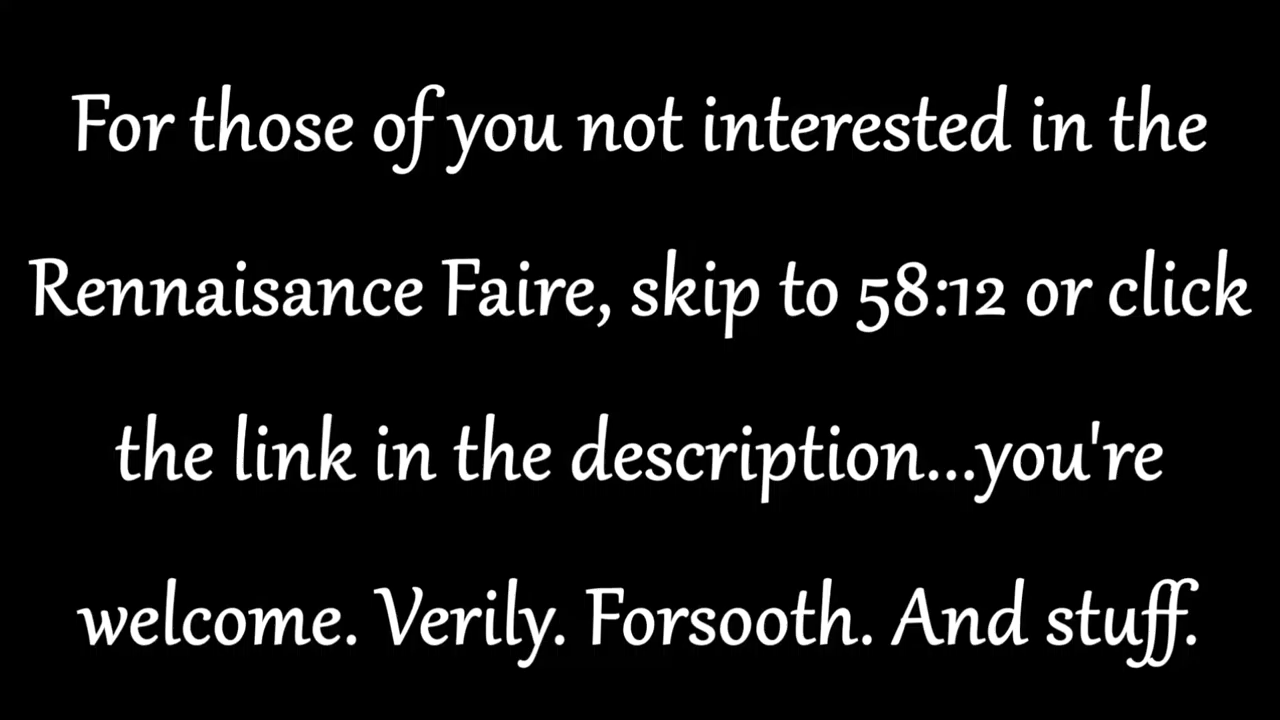 For those of you not interested in the
Rennaisance Faire, skip to 58:12 or click
the link in the description...you're
welcome. Verily. Forsooth. And stuff.